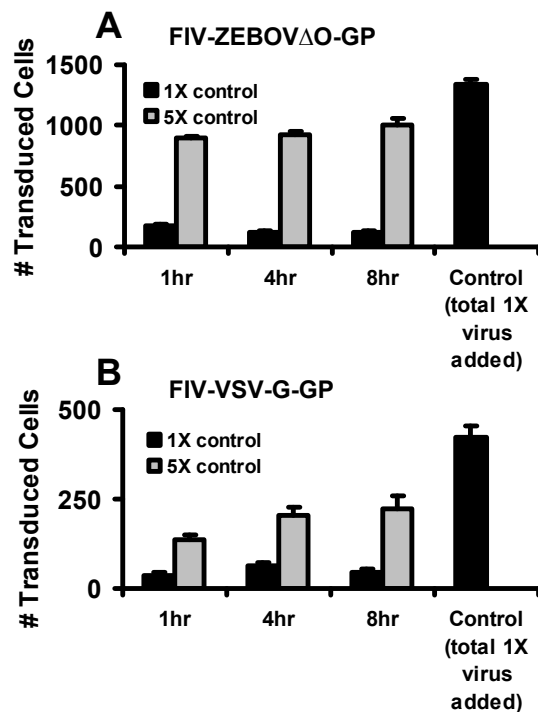 A
FIV-ZEBOVΔO-GP
# Transduced Cells
1500
1000
500
0
1X control
5X control
1hr
4hr
8hr
Control
(total 1X
virus
added)
B
FIV-VSV-G-GP
# Transduced Cells
500
250
0
1X control
5X control
1hr
4hr
8hr
Control
(total 1X
virus
added)